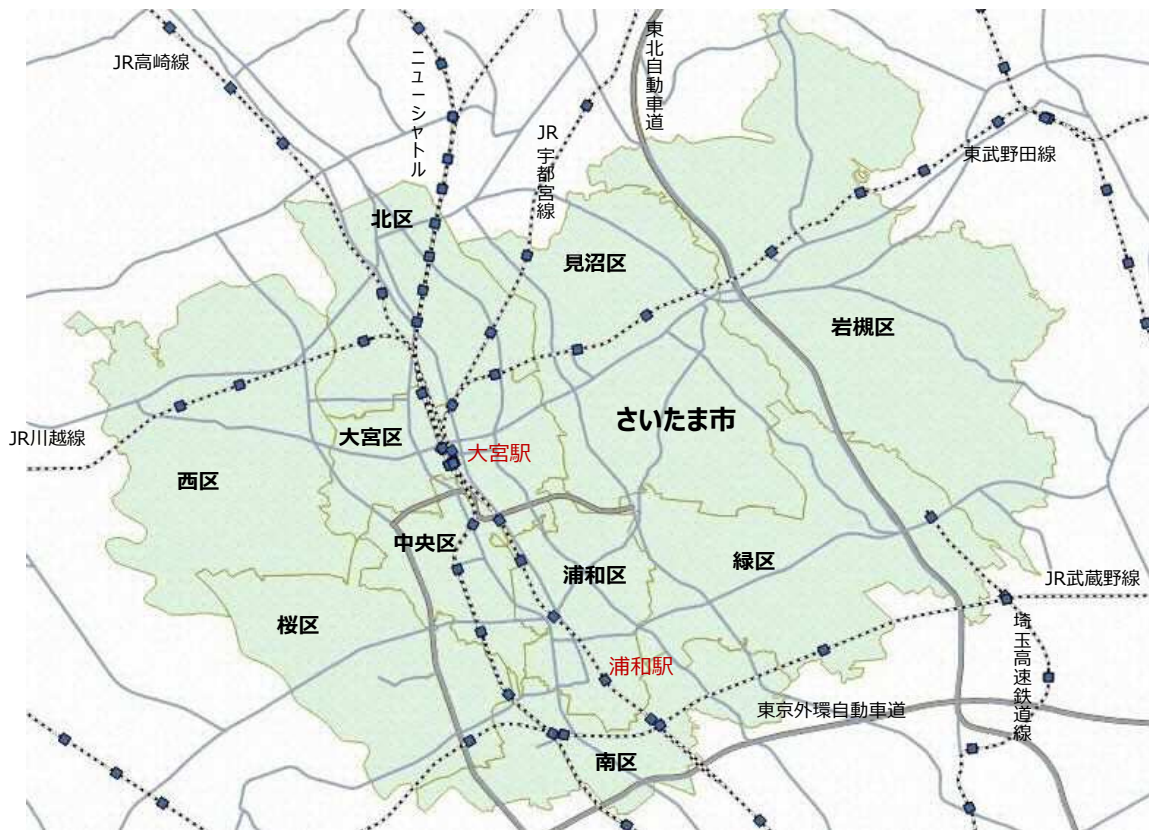 JR高崎線
ニューシャトル
JR宇都宮線
東北自動車道
東武野田線
北区
見沼区
岩槻区
さいたま市
JR川越線
大宮区
大宮駅
西区
中央区
浦和区
緑区
JR武蔵野線
桜区
浦和駅
埼玉高速鉄道線
東京外環自動車道
南区